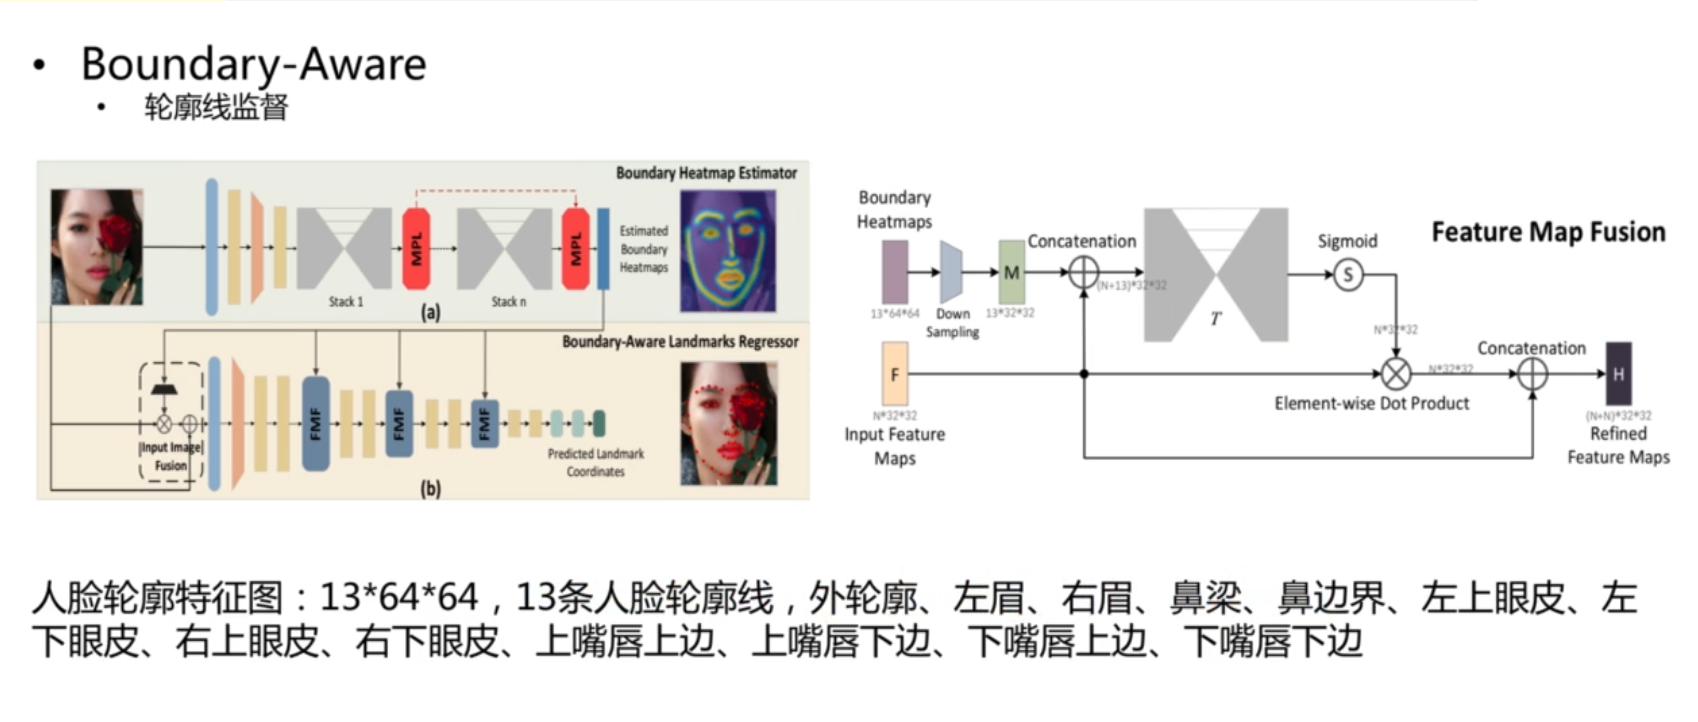 • Boundary-Aware
• 轮廓线监督
Boundary Heatmap Estimator
MPL
MPL
Estimated
Boundary
Heatmaps
Stack 1
Stack n
(a)
Boundary-Aware Landmarks Regressor
FMF
FMF
FMF
Input Image
Fusion
Predicted Landmark
Coordinates
(b)
Feature Map Fusion
Boundary
Heatmaps
13*64*64
Down
Sampling
M
13*32*32
Concatenation
(N+13)*32*32
T
Sigmoid
S
N*32*32
F
N*32*32
Input Feature
Maps
Element-wise Dot Product
N*32*32
Concatenation
H
(N+N)*32*32
Refined
Feature Maps
人脸轮廓特征图：13*64*64，13条人脸轮廓线，外轮廓、左眉、右眉、鼻梁、鼻边界、左上眼皮、左
下眼皮、右上眼皮、右下眼皮、上嘴唇上边、上嘴唇下边、下嘴唇上边、下嘴唇下边